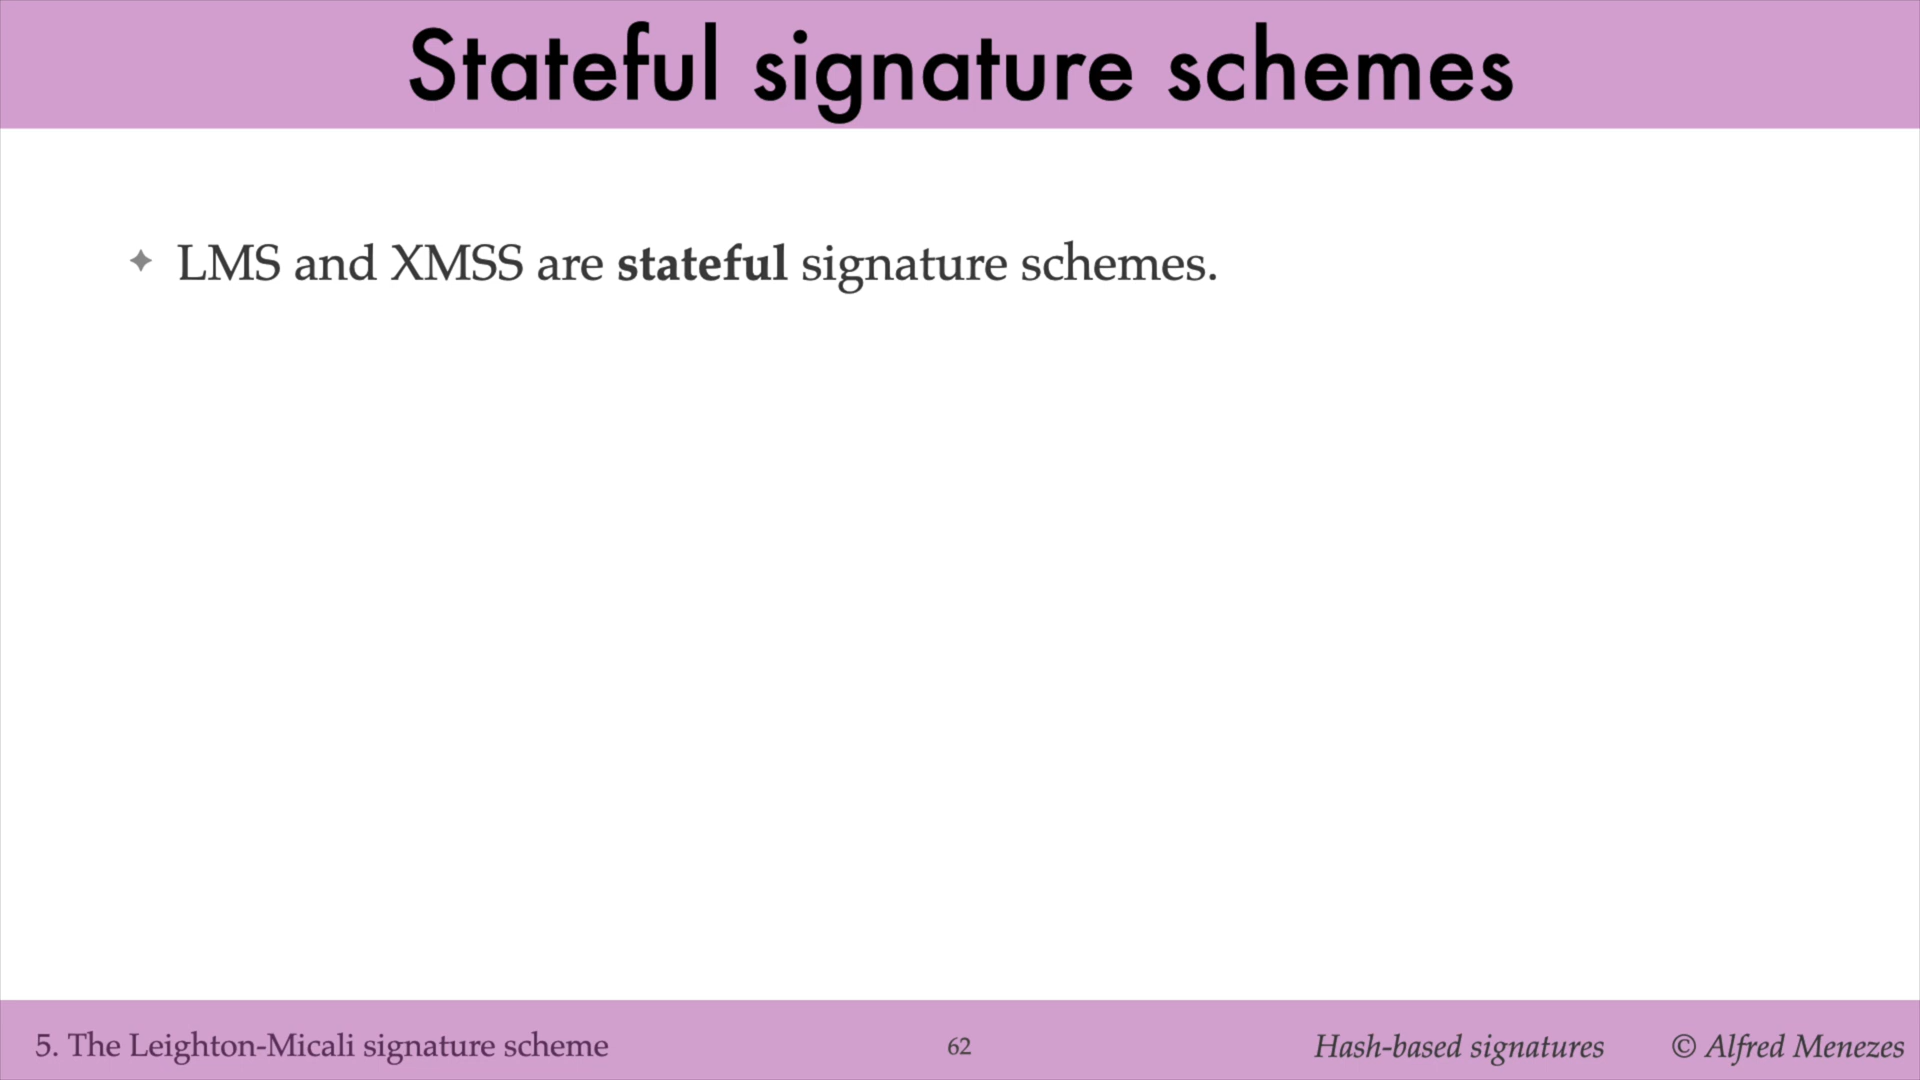 Stateful signature schemes
✦ LMS and XMSS are stateful signature schemes.
5. The Leighton-Micali signature scheme
62
Hash-based signatures
© Alfred Menezes